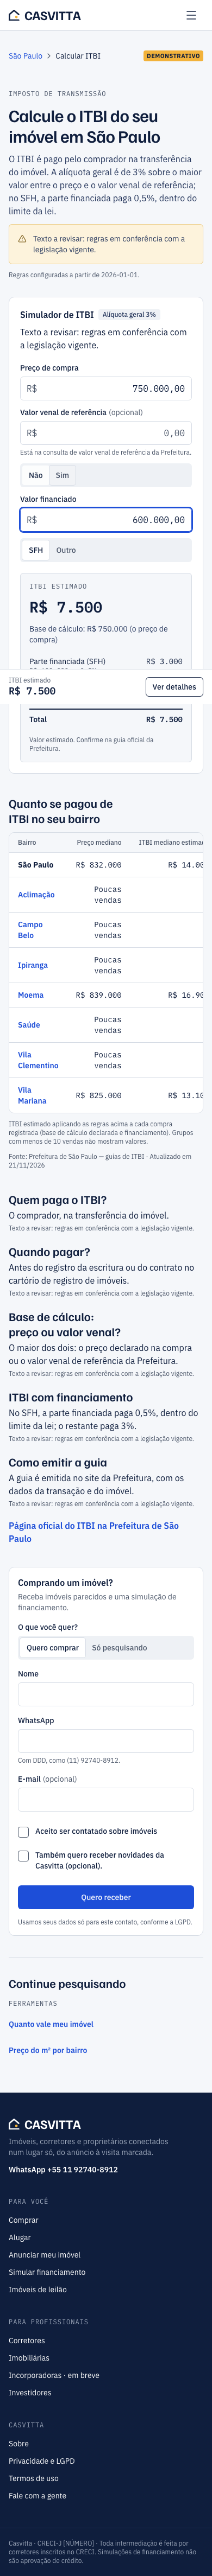 CASVITTA
São Paulo > Calcular ITBI
DEMONSTRATIVO
IMPOSTO DE TRANSMISSÃO
Calcule o ITBI do seu
imóvel em São Paulo
O ITBI é pago pelo comprador na transferência
do imóvel. A alíquota geral é de 3% sobre o maior
valor entre o preço e o valor venal de referência;
no SFH, a parte financiada paga 0,5%, dentro do
limite da lei.
Texto a revisar: regras em conferência com a
legislação vigente.
Regras configuradas a partir de 2026-01-01.
Simulador de ITBI
Alíquota geral 3%
Texto a revisar: regras em conferência com
a legislação vigente.
Preço de compra
R$ 750.000,00
Valor venal de referência (opcional)
R$ 0,00
Está na consulta de valor venal de referência da Prefeitura.
Não Sim
Valor financiado
R$ 600.000,00
SFH Outro
ITBI ESTIMADO
R$ 7.500
Base de cálculo: R$ 750.000 (o preço de
compra)
Parte financiada (SFH) R$ 3.000
ITBI estimado
R$ 7.500
Ver detalhes
Total R$ 7.500
Valor estimado. Confirme na guia oficial da
Prefeitura.
Quanto se pagou de
ITBI no seu bairro
Bairro Preço mediano ITBI mediano estimad
São Paulo R$ 832.000 R$ 14.00
Aclimação Poucas
vendas
Campo
Belo Poucas
vendas
Ipiranga Poucas
vendas
Moema R$ 839.000 R$ 16.90
Saúde Poucas
vendas
Vila
Clementino Poucas
vendas
Vila
Mariana R$ 825.000 R$ 13.10
ITBI estimado aplicando as regras acima a cada compra
registrada (base de cálculo declarada e financiamento). Grupos
com menos de 10 vendas não mostram valores.
Fonte: Prefeitura de São Paulo — guias de ITBI · Atualizado em
21/11/2026
Quem paga o ITBI?
O comprador, na transferência do imóvel.
Texto a revisar: regras em conferência com a legislação vigente.
Quando pagar?
Antes do registro da escritura ou do contrato no
cartório de registro de imóveis.
Texto a revisar: regras em conferência com a legislação vigente.
Base de cálculo:
preço ou valor venal?
O maior dos dois: o preço declarado na compra
ou o valor venal de referência da Prefeitura.
Texto a revisar: regras em conferência com a legislação vigente.
ITBI com financiamento
No SFH, a parte financiada paga 0,5%, dentro do
limite da lei; o restante paga 3%.
Texto a revisar: regras em conferência com a legislação vigente.
Como emitir a guia
A guia é emitida no site da Prefeitura, com os
dados da transação e do imóvel.
Texto a revisar: regras em conferência com a legislação vigente.
Página oficial do ITBI na Prefeitura de São
Paulo
Comprando um imóvel?
Receba imóveis parecidos e uma simulação de
financiamento.
O que você quer?
Quero comprar Só pesquisando
Nome
WhatsApp
Com DDD, como (11) 92740-8912.
E-mail (opcional)
Aceito ser contatado sobre imóveis
Também quero receber novidades da
Casvitta (opcional).
Quero receber
Usamos seus dados só para este contato, conforme a LGPD.
Continue pesquisando
FERRAMENTAS
Quanto vale meu imóvel
Preço do m² por bairro
CASVITTA
Imóveis, corretores e proprietários conectados
num lugar só, do anúncio à visita marcada.
WhatsApp +55 11 92740-8912
PARA VOCÊ
Comprar
Alugar
Anunciar meu imóvel
Simular financiamento
Imóveis de leilão
PARA PROFISSIONAIS
Corretores
Imobiliárias
Incorporadoras · em breve
Investidores
CASVITTA
Sobre
Privacidade e LGPD
Termos de uso
Fale com a gente
Casvitta · CRECI-J [NÚMERO] · Toda intermediação é feita por
corretores inscritos no CRECI. Simulações de financiamento não
são aprovação de crédito.